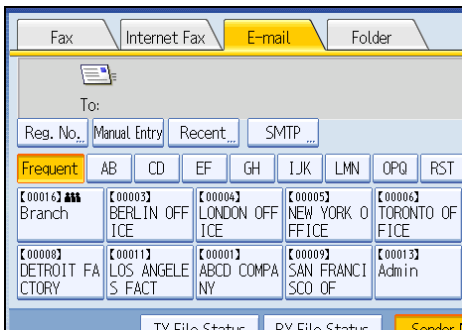 Fax Internet Fax E-mail Folder
To:
Reg. No. Manual Entry Recent SMTP
Frequent AB CD EF GH IJK LMN OPQ RST
【00016】 【00003】 【00004】 【00005】 【00006】
Branch BERLIN OFF LONDON OFF NEW YORK O TORONTO OF
ICE ICE FFICE FICE
【00008】 【00011】 【00001】 【00009】 【00013】
DETROIT FA LOS ANGELE ABCD COMPA SAN FRANCI Admin
CTORY S FACT NY SCO OF
TX File Status RX File Status Sender